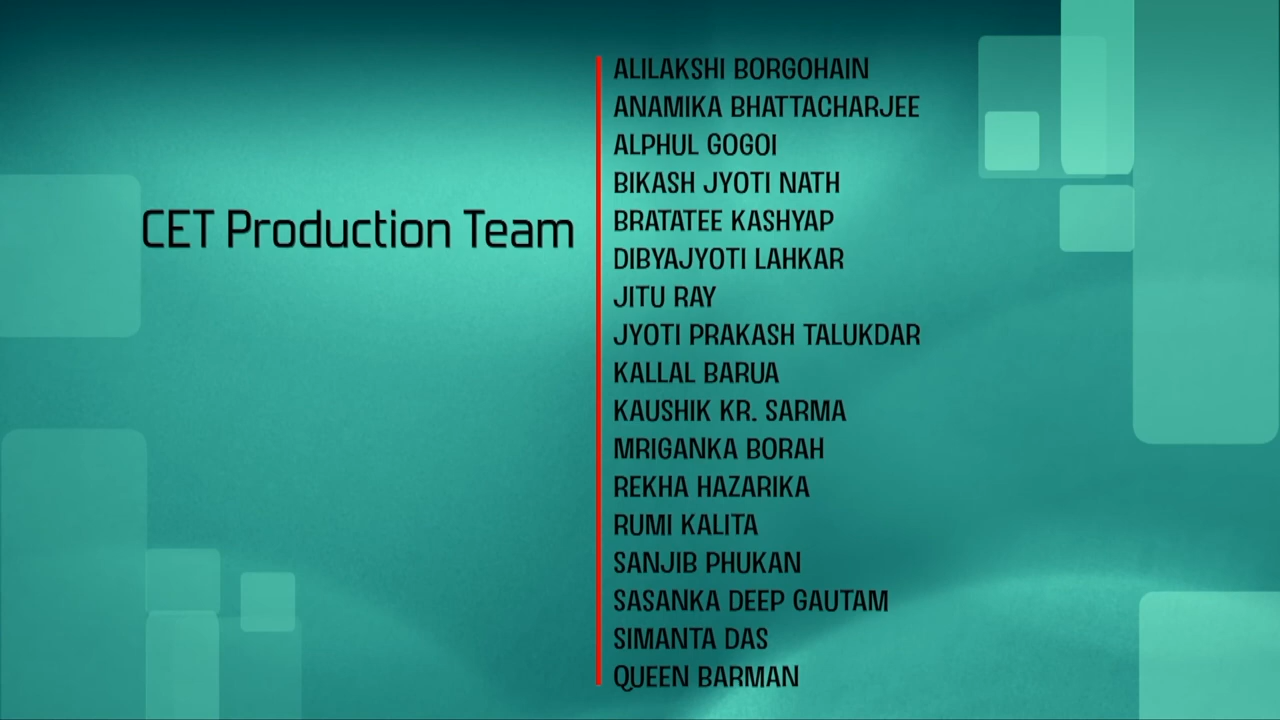 CET Production Team
ALILAKSHI BORGOHAIN
ANAMIKA BHATTACHARJEE
ALPHUL GOGOI
BIKASH JYOTI NATH
BRATATEE KASHYAP
DIBYAJYOTI LAHKAR
JITU RAY
JYOTI PRAKASH TALUKDAR
KALLAL BARUA
KAUSHIK KR. SARMA
MRIGANKA BORAH
REKHA HAZARIKA
RUMI KALITA
SANJIB PHUKAN
SASANKA DEEP GAUTAM
SIMANTA DAS
QUEEN BARMAN